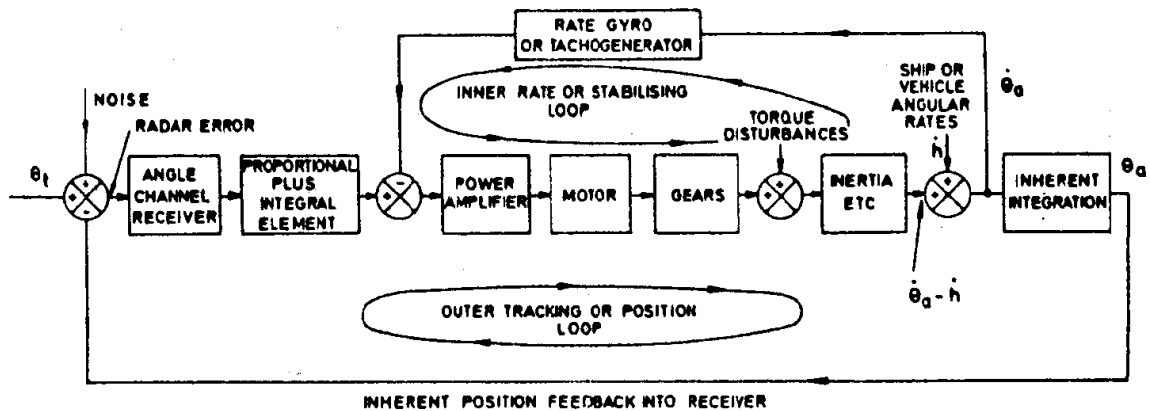 RATE GYRO
OR TACHOGENERATOR
SHIP OR
VEHICLE
ANGULAR
RATES
ḣ
θ̇a
NOISE
RADAR ERROR
INNER RATE OR STABILISING
LOOP
TORQUE
DISTURBANCES
θt
ANGLE
CHANNEL
RECEIVER
PROPORTIONAL
PLUS
INTEGRAL
ELEMENT
POWER
AMPLIFIER
MOTOR
GEARS
INERTIA
ETC
INHERENT
INTEGRATION
θa
θ̇a - ḣ
OUTER TRACKING OR POSITION
LOOP
INHERENT POSITION FEEDBACK INTO RECEIVER